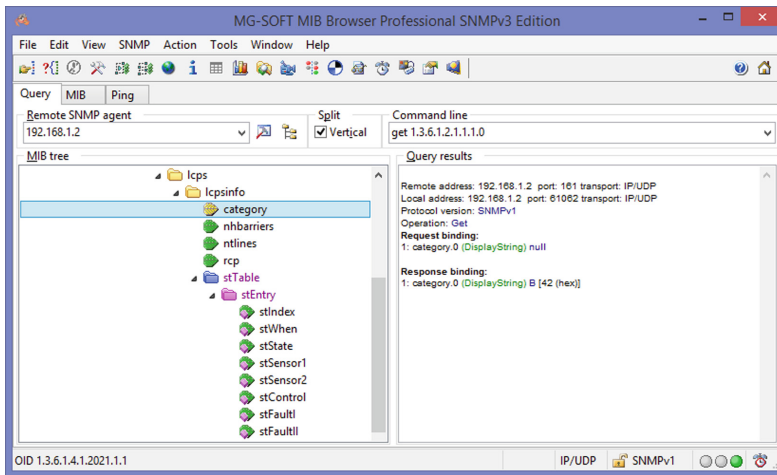 MG-SOFT MIB Browser Professional SNMPv3 Edition
File Edit View SNMP Action Tools Window Help
Query MIB Ping
Remote SNMP agent
192.168.1.2
Split
Vertical
Command line
get 1.3.6.1.2.1.1.1.0
MIB tree
lcps
lcpsinfo
category
nhbarriers
ntlines
rcp
stTable
stEntry
stIndex
stWhen
stState
stSensor1
stSensor2
stControl
stFaultI
stFaultII
Query results
Remote address: 192.168.1.2 port: 161 transport: IP/UDP
Local address: 192.168.1.2 port: 61062 transport: IP/UDP
Protocol version: SNMPv1
Operation: Get
Request binding:
1: category.0 (DisplayString) null
Response binding:
1: category.0 (DisplayString) B [42 (hex)]
OID 1.3.6.1.4.1.2021.1.1
IP/UDP SNMPv1